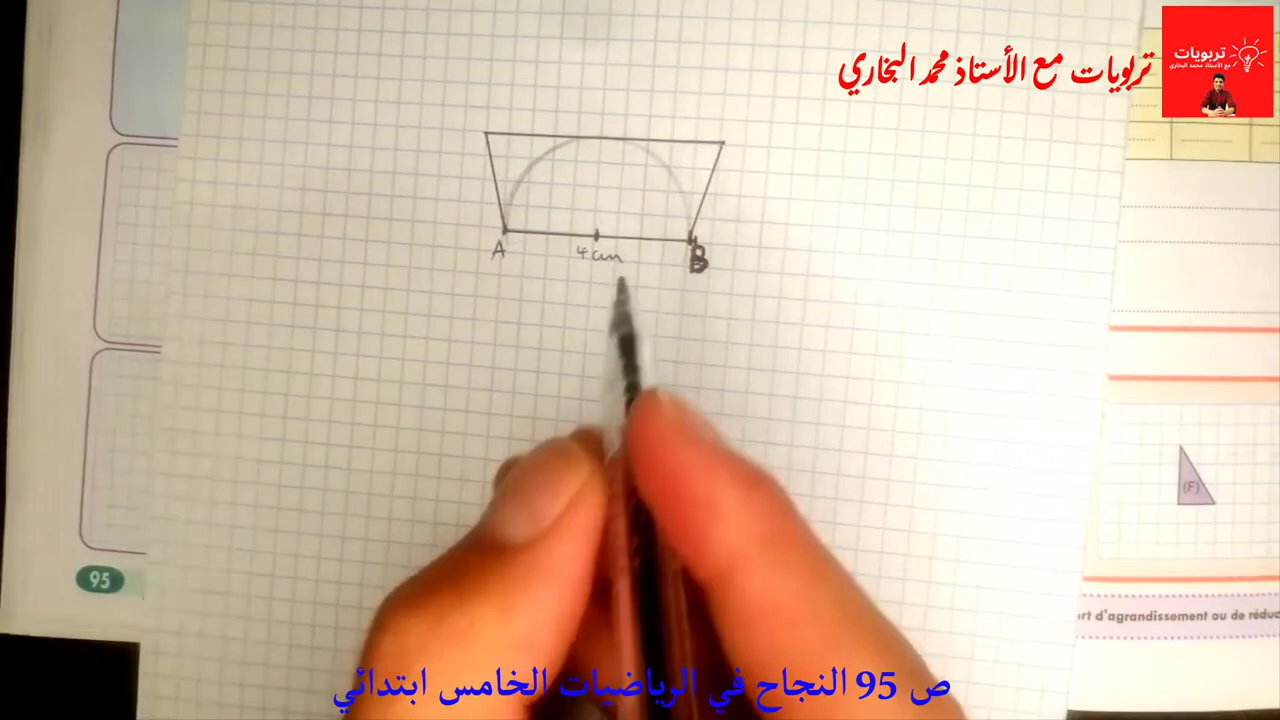 تربويات مع الأستاذ محمد البخاري
تربويات
مع الأستاذ محمد البخاري
A
4 cm
B
(F)
95
rt d'agrandissement ou de rédu
ص 95 النجاح في الرياضيات الخامس ابتدائي